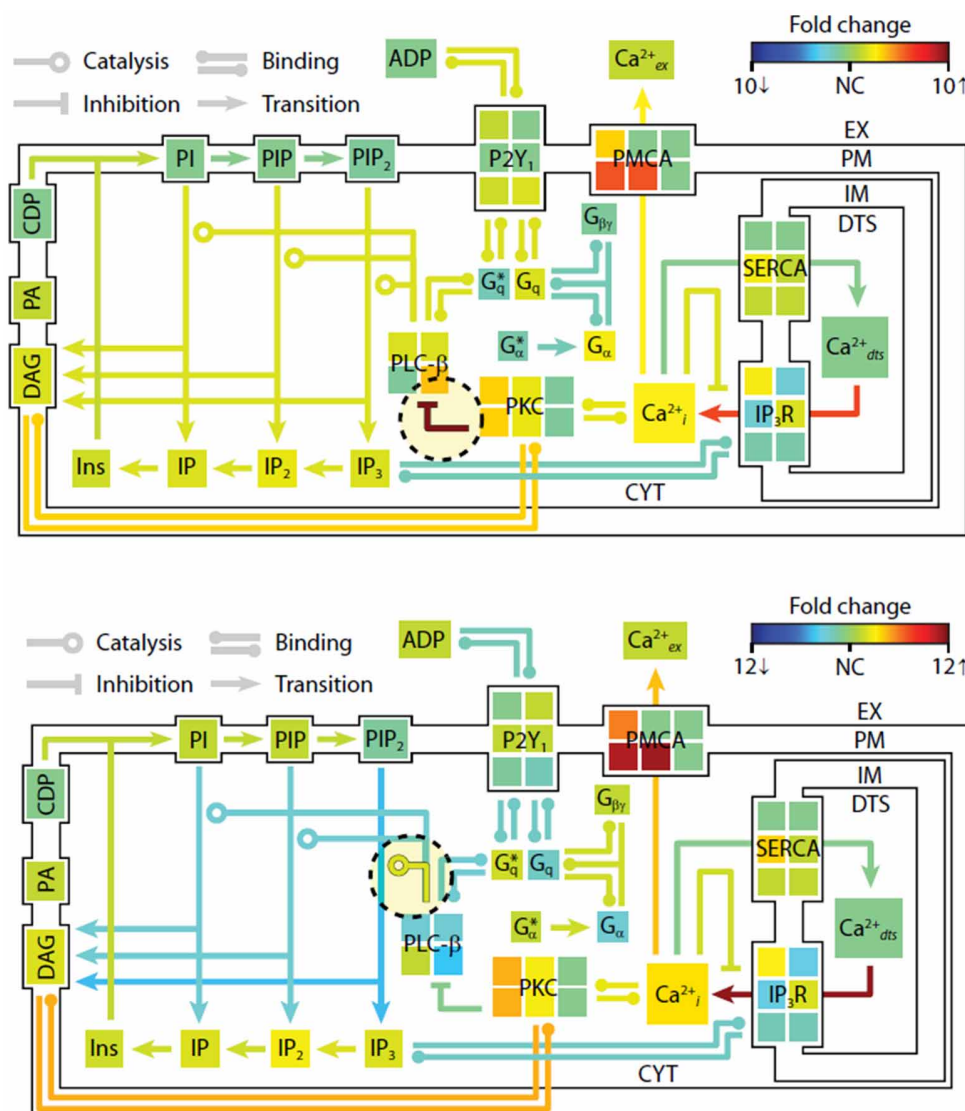 Catalysis Binding
Inhibition Transition
ADP
Ca²⁺ex
Fold change
10↓ NC 10↑
EX
PM
PI PIP PIP₂ P2Y₁ PMCA
IM
DTS
CDP
Gβγ
SERCA
PA
Gq* Gq
Gα* Gα
Ca²⁺dts
DAG
PLC-β
PKC Ca²⁺i IP₃R
Ins IP IP₂ IP₃
CYT
Catalysis Binding
Inhibition Transition
ADP
Ca²⁺ex
Fold change
12↓ NC 12↑
EX
PM
PI PIP PIP₂ P2Y₁ PMCA
IM
DTS
CDP
Gβγ
SERCA
PA
Gq* Gq
Gα* Gα
Ca²⁺dts
DAG
PLC-β
PKC Ca²⁺i IP₃R
Ins IP IP₂ IP₃
CYT